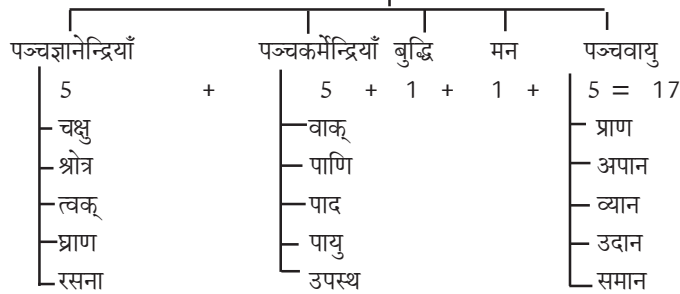 पञ्चज्ञानेन्द्रियाँ पञ्चकर्मेन्द्रियाँ बुद्धि मन पञ्चवायु
5 + 5 + 1 + 1 + 5 = 17
चक्षु वाक् प्राण
श्रोत्र पाणि अपान
त्वक् पाद व्यान
घ्राण पायु उदान
रसना उपस्थ समान